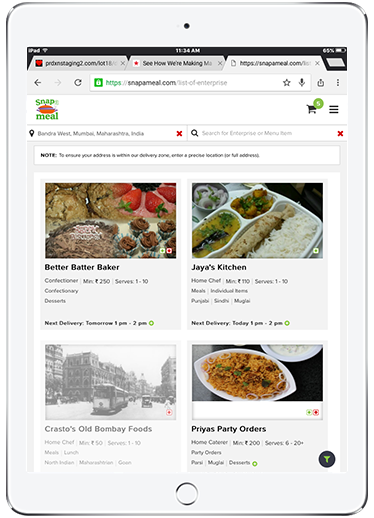 iPad
11:34 AM
65%
prdxnstaging2.com/lot18/
See How We're Making Ma
https://snapameal.com/list
https://snapameal.com/list-of-enterprise
Snap a
meal
5
Bandra West, Mumbai, Maharashtra, India
Search for Enterprise or Menu Item
NOTE: To ensure your address is within our delivery zone, enter a precise location (or full address).
Better Batter Baker
Confectioner | Min: ₹ 250 | Serves: 1 - 10
Confectionary
Desserts
Next Delivery: Tomorrow 1 pm - 2 pm
Jaya's Kitchen
Home Chef | Min: ₹ 110 | Serves: 1 - 10
Meals | Individual Items
Punjabi | Sindhi | Muglai
Next Delivery: Today 1 pm - 2 pm
Crasto's Old Bombay Foods
Home Chef | Min: ₹ 50 | Serves: 1 - 10
Meals | Lunch
North Indian | Maharashtrian | Goan
Priyas Party Orders
Home Caterer | Min: ₹ 200 | Serves: 6 - 20+
Party Orders
Parsi | Muglai | Desserts